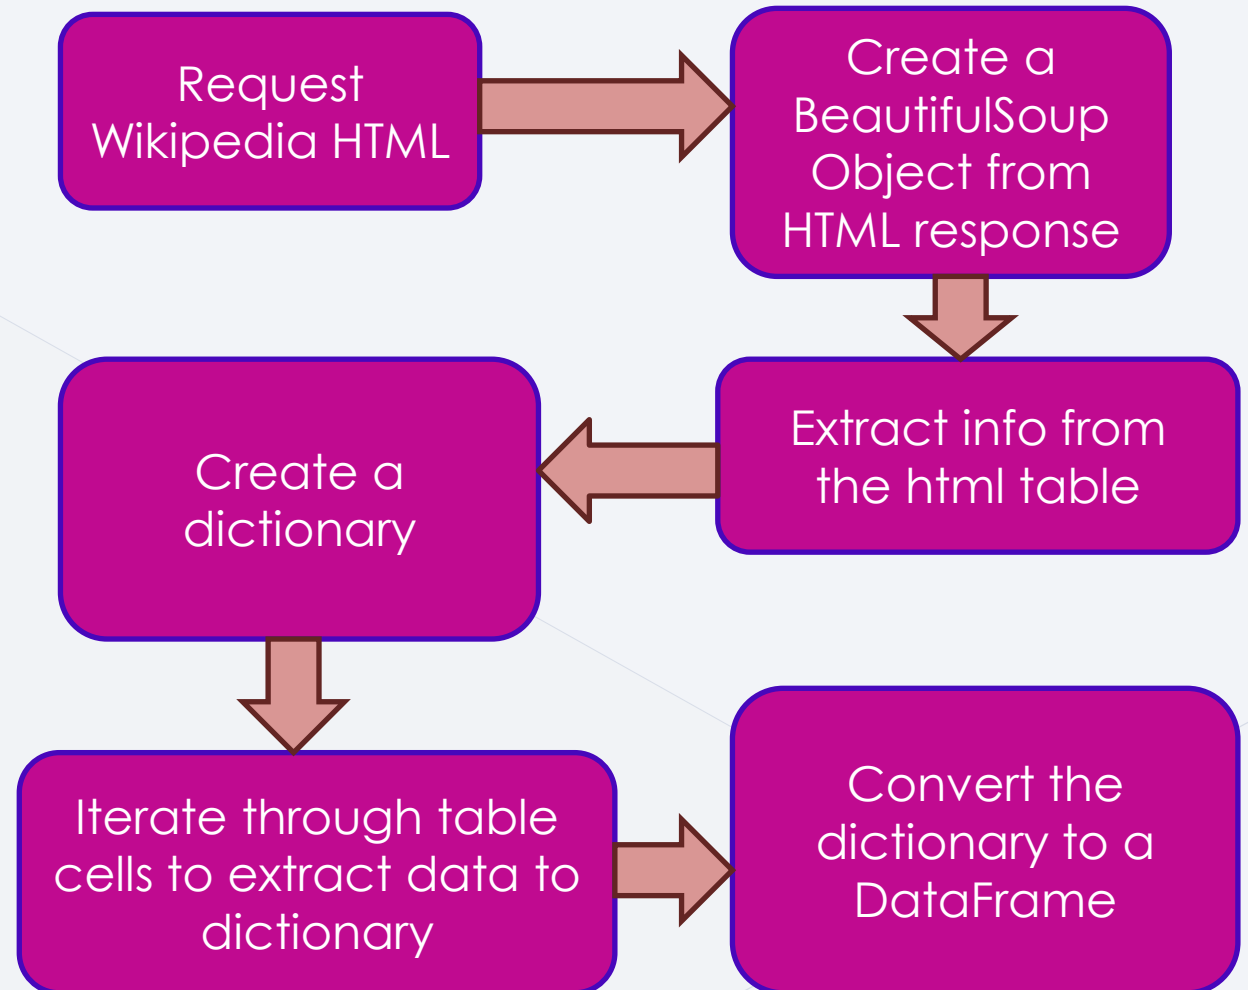 Request
Wikipedia HTML
Create a
BeautifulSoup
Object from
HTML response
Extract info from
the html table
Create a
dictionary
Iterate through table
cells to extract data to
dictionary
Convert the
dictionary to a
DataFrame